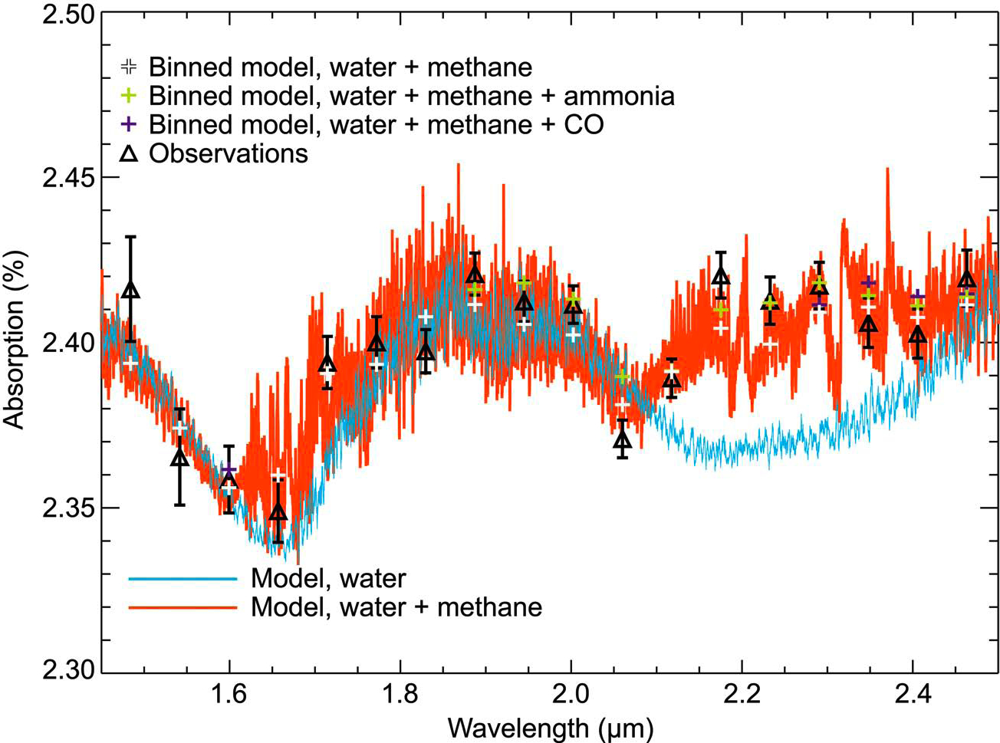 2.50
Binned model, water + methane
Binned model, water + methane + ammonia
Binned model, water + methane + CO
Observations
2.45
2.40
Absorption (%)
2.35
Model, water
Model, water + methane
2.30
1.6 1.8 2.0 2.2 2.4
Wavelength (μm)